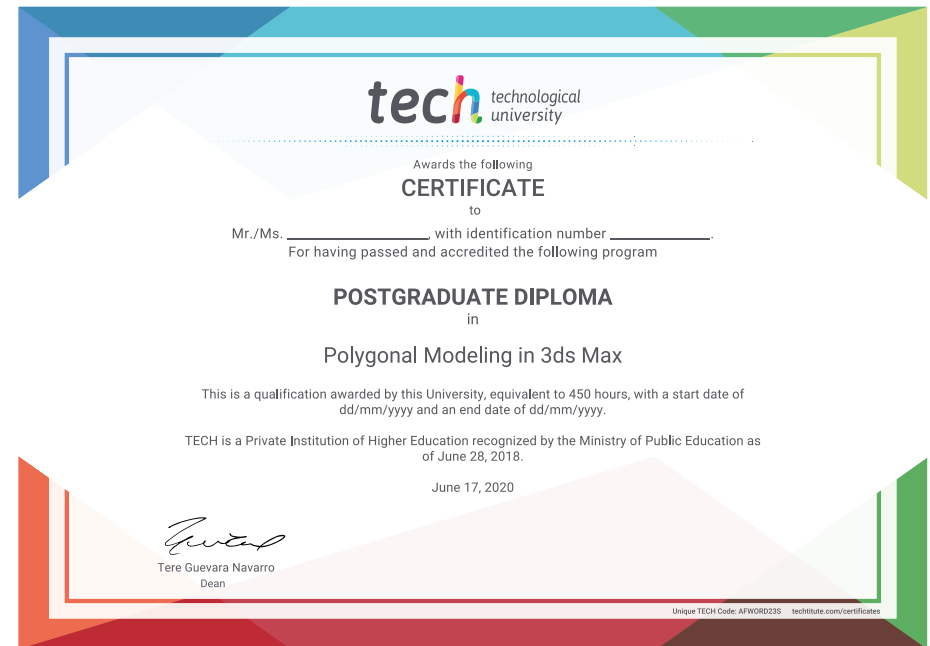 tech technological
university
Awards the following
CERTIFICATE
to
Mr./Ms. ____________________, with identification number ______________.
For having passed and accredited the following program
POSTGRADUATE DIPLOMA
in
Polygonal Modeling in 3ds Max
This is a qualification awarded by this University, equivalent to 450 hours, with a start date of
dd/mm/yyyy and an end date of dd/mm/yyyy.
TECH is a Private Institution of Higher Education recognized by the Ministry of Public Education as
of June 28, 2018.
June 17, 2020
Tere Guevara Navarro
Dean
Unique TECH Code: AFWORD23S techtitute.com/certificates